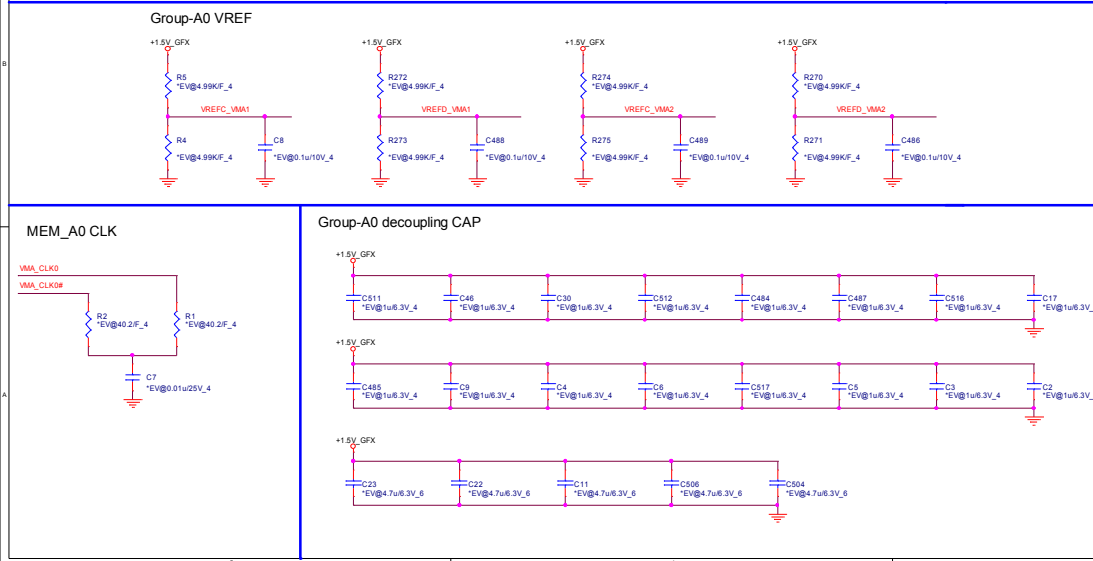 Group-A0 VREF
+1.5V_GFX
+1.5V_GFX
+1.5V_GFX
+1.5V_GFX
B
R5
*EV@4.99K/F_4
R272
*EV@4.99K/F_4
R274
*EV@4.99K/F_4
R270
*EV@4.99K/F_4
VREFC_VMA1
VREFD_VMA1
VREFC_VMA2
VREFD_VMA2
R4
*EV@4.99K/F_4
C8
*EV@0.1u/10V_4
R273
*EV@4.99K/F_4
C488
*EV@0.1u/10V_4
R275
*EV@4.99K/F_4
C489
*EV@0.1u/10V_4
R271
*EV@4.99K/F_4
C486
*EV@0.1u/10V_4
MEM_A0 CLK
VMA_CLK0
VMA_CLK0#
R2
*EV@40.2/F_4
R1
*EV@40.2/F_4
C7
*EV@0.01u/25V_4
A
Group-A0 decoupling CAP
+1.5V_GFX
C511
*EV@1u/6.3V_4
C46
*EV@1u/6.3V_4
C30
*EV@1u/6.3V_4
C512
*EV@1u/6.3V_4
C484
*EV@1u/6.3V_4
C487
*EV@1u/6.3V_4
C516
*EV@1u/6.3V_4
C17
*EV@1u/6.3V_
+1.5V_GFX
C485
*EV@1u/6.3V_4
C9
*EV@1u/6.3V_4
C4
*EV@1u/6.3V_4
C6
*EV@1u/6.3V_4
C517
*EV@1u/6.3V_4
C5
*EV@1u/6.3V_4
C3
*EV@1u/6.3V_4
C2
*EV@1u/6.3V_
+1.5V_GFX
C23
*EV@4.7u/6.3V_6
C22
*EV@4.7u/6.3V_6
C11
*EV@4.7u/6.3V_6
C506
*EV@4.7u/6.3V_6
C504
*EV@4.7u/6.3V_6